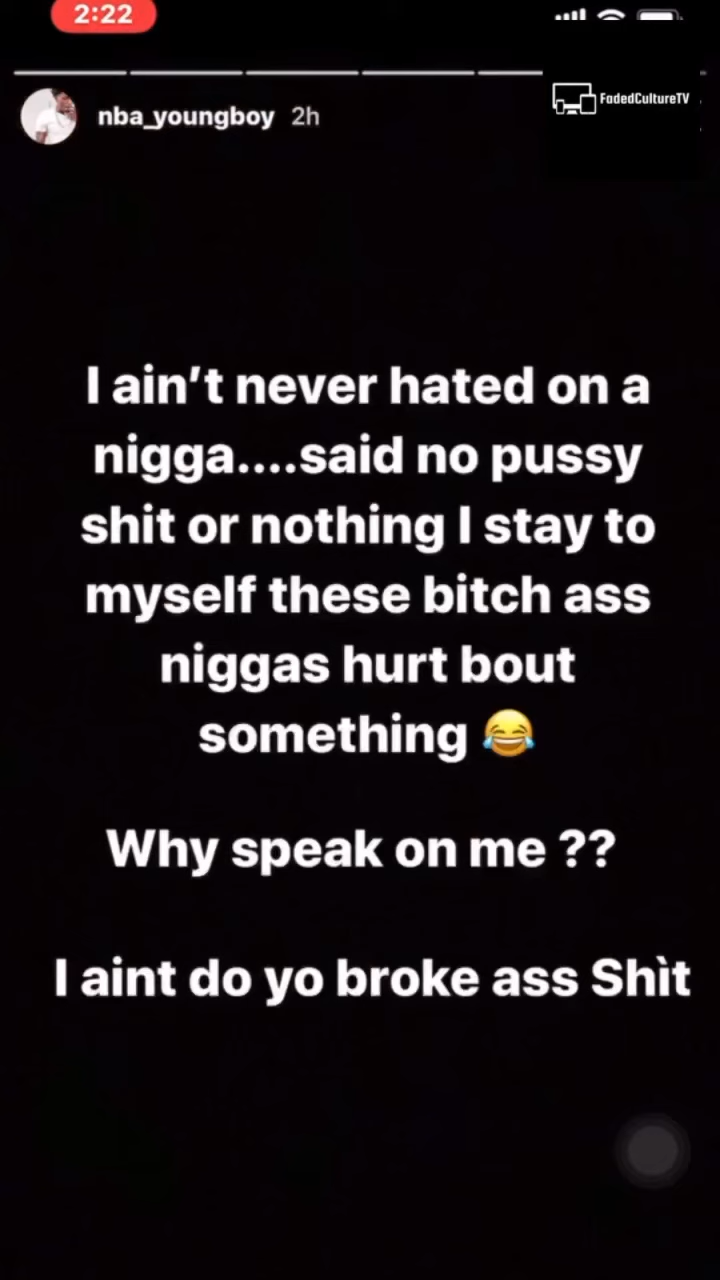 2:22
nba_youngboy 2h
FadedCultureTV
I ain't never hated on a
nigga....said no pussy
shit or nothing I stay to
myself these bitch ass
niggas hurt bout
something 😂
Why speak on me ??
I aint do yo broke ass Shìt